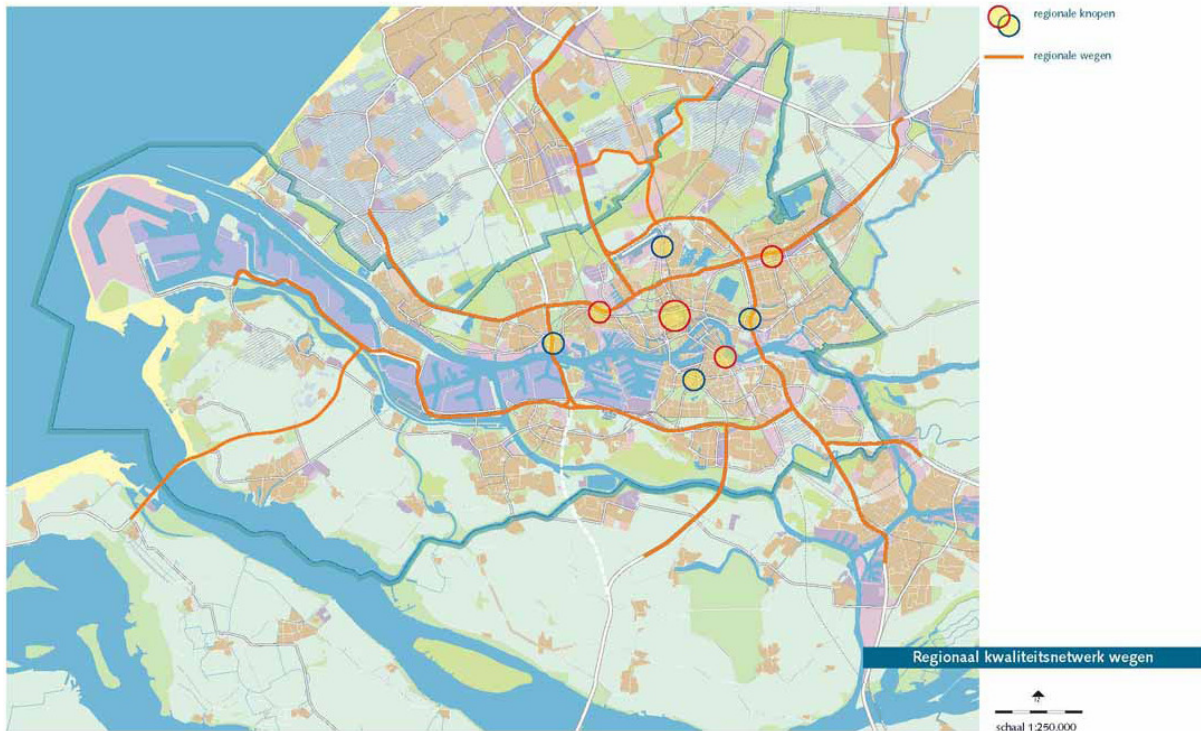 regionale knopen
regionale wegen
Regionaal kwaliteitsnetwerk wegen
schaal 1:250.000